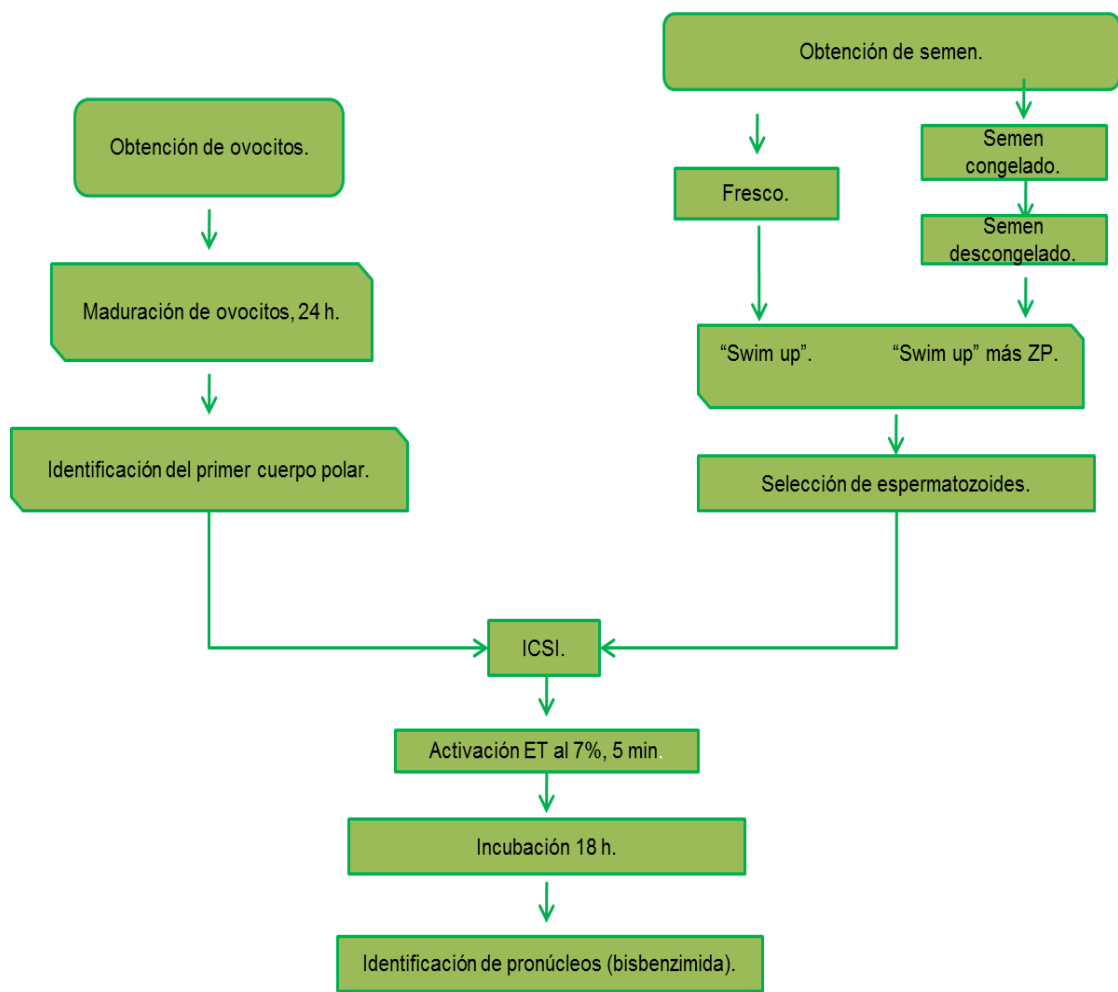 Obtención de semen.
Obtención de ovocitos.
Semen
congelado.
Fresco.
Semen
descongelado.
Maduración de ovocitos, 24 h.
“Swim up”. “Swim up” más ZP.
Identificación del primer cuerpo polar.
Selección de espermatozoides.
ICSI.
Activación ET al 7%, 5 min.
Incubación 18 h.
Identificación de pronúcleos (bisbenzimida).